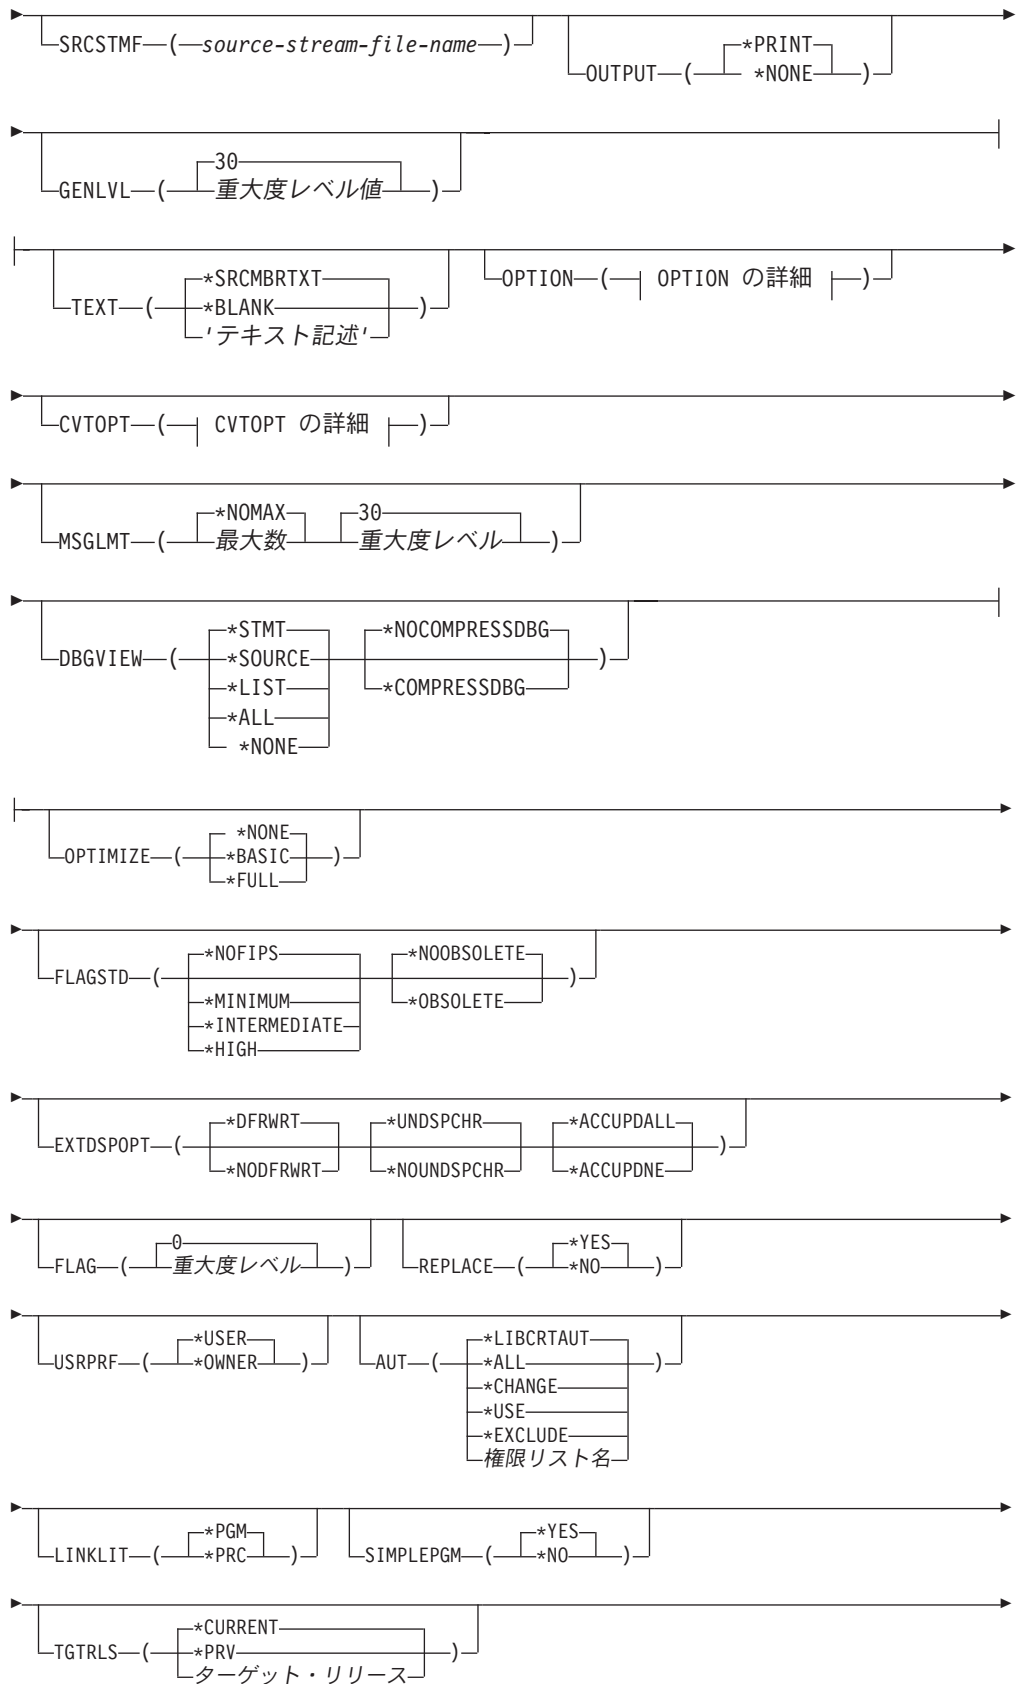 SRCSTMF ( source-stream-file-name )
OUTPUT ( *PRINT
*NONE )
GENLVL ( 30
重大度レベル値 )
TEXT ( *SRCMBRTXT
*BLANK
'テキスト記述' )
OPTION ( OPTION の詳細 )
CVTOPT ( CVTOPT の詳細 )
MSGLMT ( *NOMAX 30
最大数 重大度レベル )
DBGVIEW ( *STMT *NOCOMPRESSDBG
*SOURCE )
*LIST *COMPRESSDBG
*ALL
*NONE
OPTIMIZE ( *NONE
*BASIC )
*FULL
FLAGSTD ( *NOFIPS *NOOBSOLETE )
*MINIMUM *OBSOLETE
*INTERMEDIATE
*HIGH
EXTDSPOPT ( *DFRWRT *UNDSPCHR *ACCUPDALL )
*NODFRWRT *NOUNDSPCHR *ACCUPDNE
FLAG ( 0
重大度レベル )
REPLACE ( *YES
*NO )
USRPRF ( *USER
*OWNER )
AUT ( *LIBCRTAUT
*ALL )
*CHANGE
*USE
*EXCLUDE
権限リスト名
LINKLIT ( *PGM
*PRC )
SIMPLEPGM ( *YES
*NO )
TGTRLS ( *CURRENT
*PRV )
ターゲット・リリース